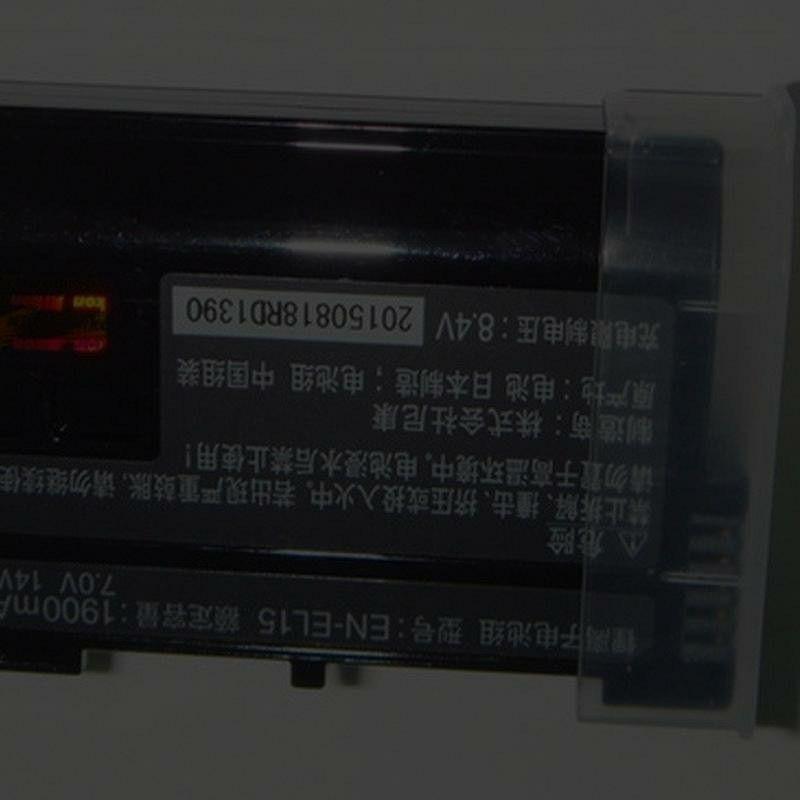 锂离子电池组 型号：EN-EL15 额定容量：1900mA
7.0V 14W
⚠ 危险
禁止拆解、撞击、挤压或投入火中。若出现严重鼓胀，请勿继续使
请勿置于高温环境中。电池浸水后禁止使用！
制造商：株式会社尼康
原产地：电池 日本制造；电池组 中国组装
充电限制电压：8.4V 20150818RD1390